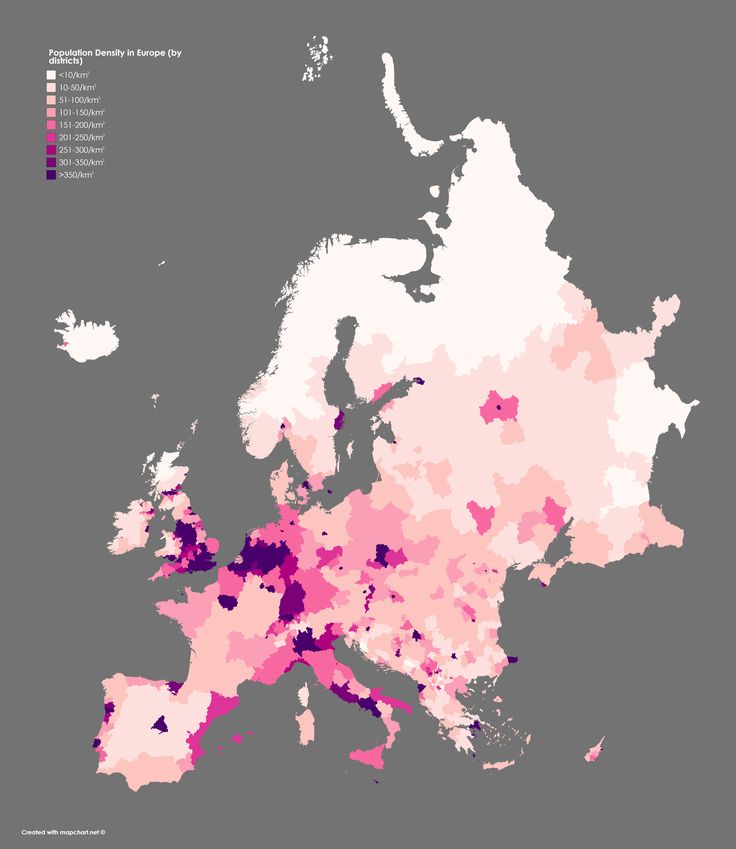 Population Density in Europe (by
districts)
<10/km²
10-50/km²
51-100/km²
101-150/km²
151-200/km²
201-250/km²
251-300/km²
301-350/km²
>350/km²
Created with mapchart.net ©